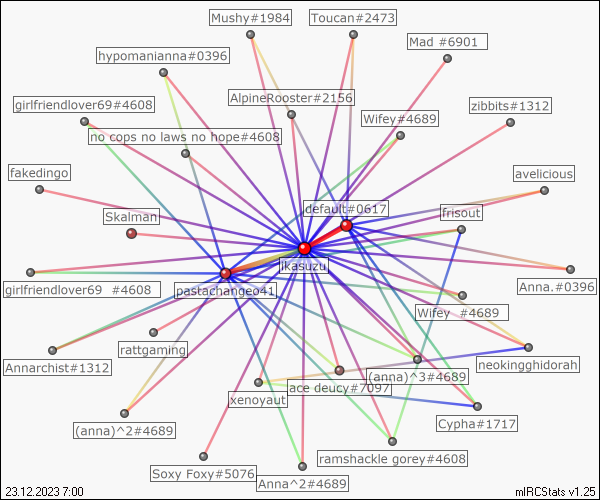 Mushy#1984
Toucan#2473
Mad #6901
hypomanianna#0396
AlpineRooster#2156
girlfriendlover69#4608
zibbits#1312
Wifey#4689
no cops no laws no hope#4608
fakedingo
avelicious
default#0617
frisout
Skalman
jkasuzu
Anna.#0396
girlfriendlover69 #4608
pastachangeo41
Wifey #4689
rattgaming
Annarchist#1312
neokingghidorah
(anna)^3#4689
ace deucy#7097
xenoyaut
Cypha#1717
(anna)^2#4689
ramshackle gorey#4608
Soxy Foxy#5076
Anna^2#4689
23.12.2023 7:00
mIRCStats v1.25